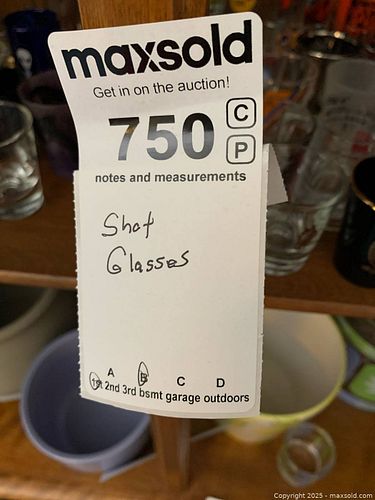 maxsold
Get in on the auction!
750
C
P
notes and measurements
Shot
Glasses
A B C D
1st 2nd 3rd bsmt garage outdoors
Copyright © 2025 - www.maxsold.com